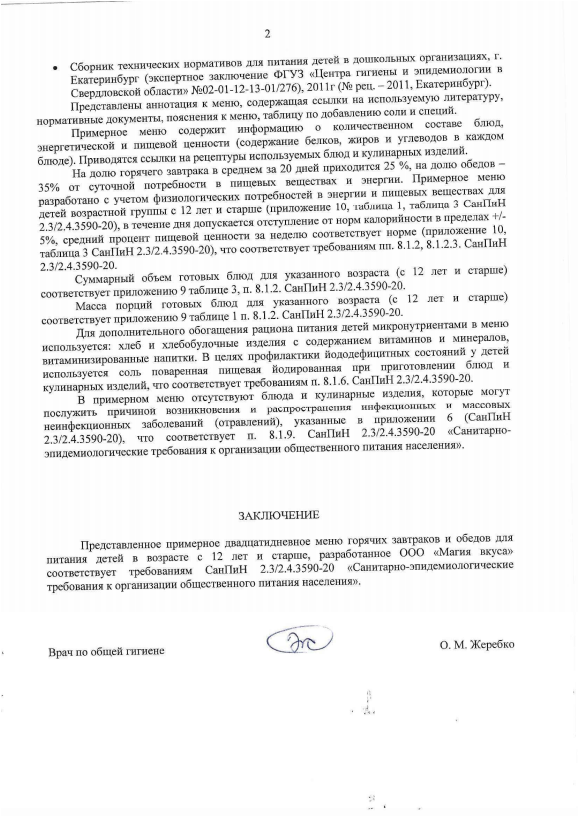 2
• Сборник технических нормативов для питания детей в дошкольных организациях, г.
Екатеринбург (экспертное заключение ФГУЗ «Центра гигиены и эпидемиологии в
Свердловской области» №02-01-12-13-01/276), 2011г (№ рец. – 2011, Екатеринбург).
Представлены аннотация к меню, содержащая ссылки на используемую литературу,
нормативные документы, пояснения к меню, таблицу по добавлению соли и специй.
Примерное меню содержит информацию о количественном составе блюд,
энергетической и пищевой ценности (содержание белков, жиров и углеводов в каждом
блюде). Приводятся ссылки на рецептуры используемых блюд и кулинарных изделий.
На долю горячего завтрака в среднем за 20 дней приходится 25 %, на долю обедов –
35% от суточной потребности в пищевых веществах и энергии. Примерное меню
разработано с учетом физиологических потребностей в энергии и пищевых веществах для
детей возрастной группы с 12 лет и старше (приложение 10, таблица 1, таблица 3 СанПиН
2.3/2.4.3590-20), в течение дня допускается отступление от норм калорийности в пределах +/-
5%, средний процент пищевой ценности за неделю соответствует норме (приложение 10,
таблица 3 СанПиН 2.3/2.4.3590-20), что соответствует требованиям пп. 8.1.2, 8.1.2.3. СанПиН
2.3/2.4.3590-20.
Суммарный объем готовых блюд для указанного возраста (с 12 лет и старше)
соответствует приложению 9 таблице 3, п. 8.1.2. СанПиН 2.3/2.4.3590-20.
Масса порций готовых блюд для указанного возраста (с 12 лет и старше)
соответствует приложению 9 таблице 1 п. 8.1.2. СанПиН 2.3/2.4.3590-20.
Для дополнительного обогащения рациона питания детей микронутриентами в меню
используется: хлеб и хлебобулочные изделия с содержанием витаминов и минералов,
витаминизированные напитки. В целях профилактики йододефицитных состояний у детей
используется соль поваренная пищевая йодированная при приготовлении блюд и
кулинарных изделий, что соответствует требованиям п. 8.1.6. СанПиН 2.3/2.4.3590-20.
В примерном меню отсутствуют блюда и кулинарные изделия, которые могут
послужить причиной возникновения и распространения инфекционных и массовых
неинфекционных заболеваний (отравлений), указанные в приложении 6 (СанПиН
2.3/2.4.3590-20), что соответствует п. 8.1.9. СанПиН 2.3/2.4.3590-20 «Санитарно-
эпидемиологические требования к организации общественного питания населения».
ЗАКЛЮЧЕНИЕ
Представленное примерное двадцатидневное меню горячих завтраков и обедов для
питания детей в возрасте с 12 лет и старше, разработанное ООО «Магия вкуса»
соответствует требованиям СанПиН 2.3/2.4.3590-20 «Санитарно-эпидемиологические
требования к организации общественного питания населения».
Врач по общей гигиене
О. М. Жеребко